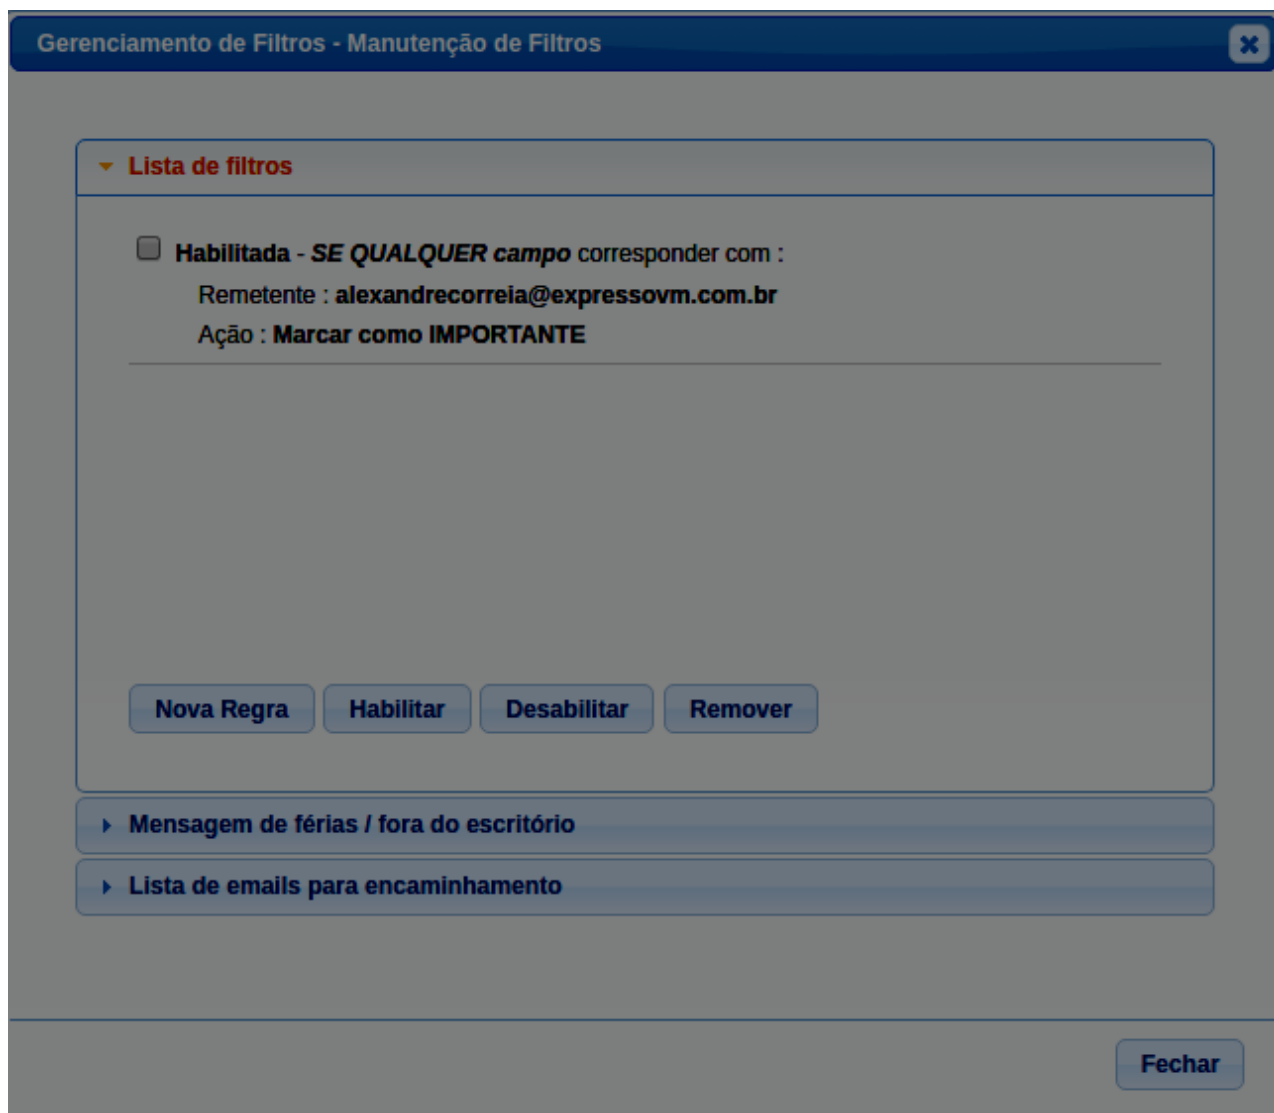 Gerenciamento de Filtros - Manutenção de Filtros
Lista de filtros
Habilitada - SE QUALQUER campo corresponder com :
Remetente : alexandrecorreia@expressovm.com.br
Ação : Marcar como IMPORTANTE
Nova Regra Habilitar Desabilitar Remover
Mensagem de férias / fora do escritório
Lista de emails para encaminhamento
Fechar